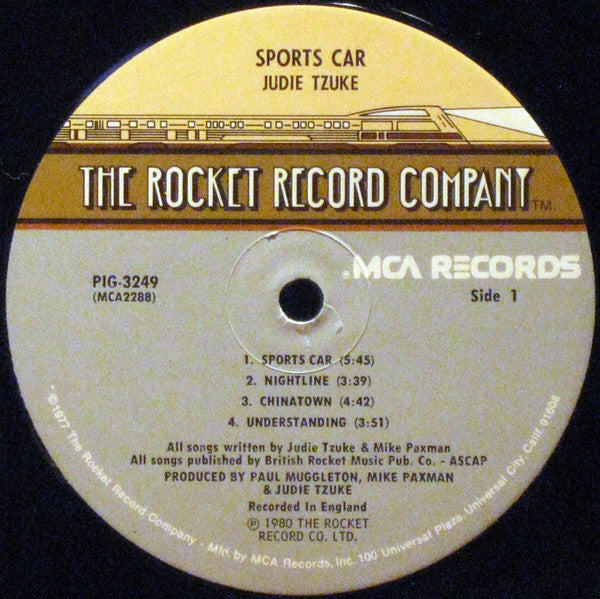 SPORTS CAR
JUDIE TZUKE
THE ROCKET RECORD COMPANY TM
MCA RECORDS
PIG-3249
(MCA2288)
Side 1
1. SPORTS CAR (5:45)
2. NIGHTLINE (3:39)
3. CHINATOWN (4:42)
4. UNDERSTANDING (3:51)
All songs written by Judie Tzuke & Mike Paxman
All songs published by British Rocket Music Pub. Co. - ASCAP
PRODUCED BY PAUL MUGGLETON, MIKE PAXMAN
& JUDIE TZUKE
Recorded In England
℗ 1980 THE ROCKET
RECORD CO. LTD.
©1977 The Rocket Record Company • Mfd. by MCA Records, Inc. 100 Universal Plaza, Universal City, Calif. 91608